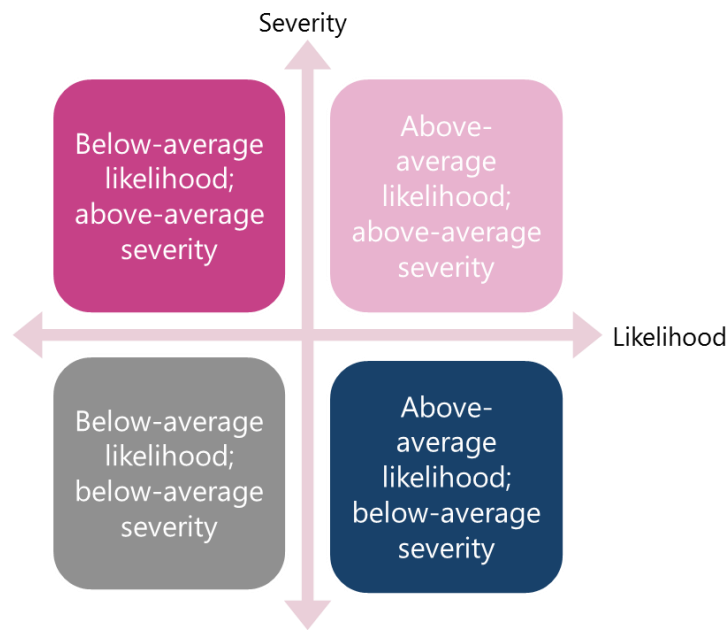 Severity
Below-average
likelihood;
above-average
severity
Above-
average
likelihood;
above-average
severity
Likelihood
Below-average
likelihood;
below-average
severity
Above-
average
likelihood;
below-average
severity